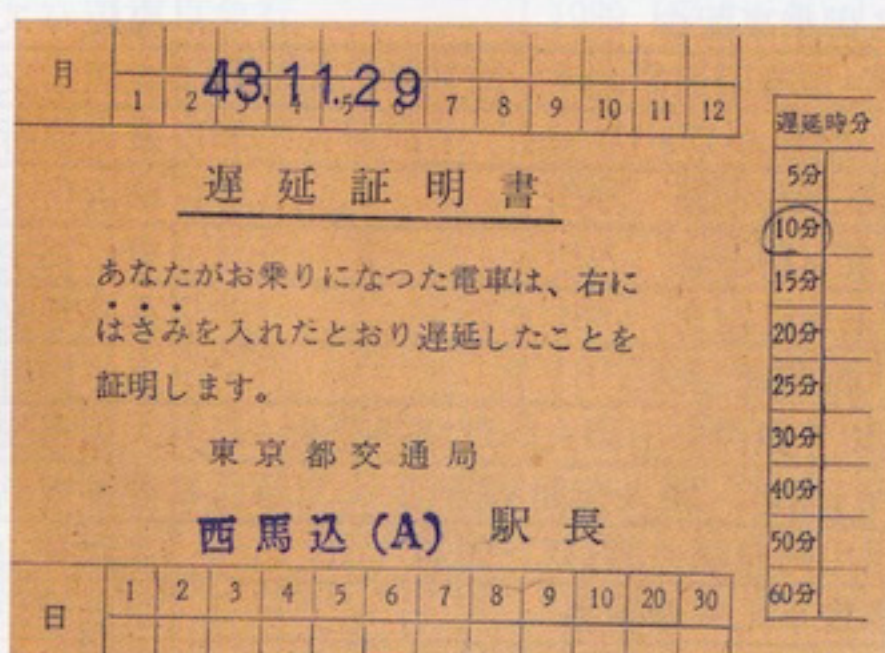 月
43.11.29
1 2 3 4 5 6 7 8 9 10 11 12
遅延証明書
あなたがお乗りになつた電車は、右に
はさみを入れたとおり遅延したことを
証明します。
東京都交通局
西馬込(A) 駅長
日
1 2 3 4 5 6 7 8 9 10 20 30
遅延時分
5分
10分
15分
20分
25分
30分
40分
50分
60分